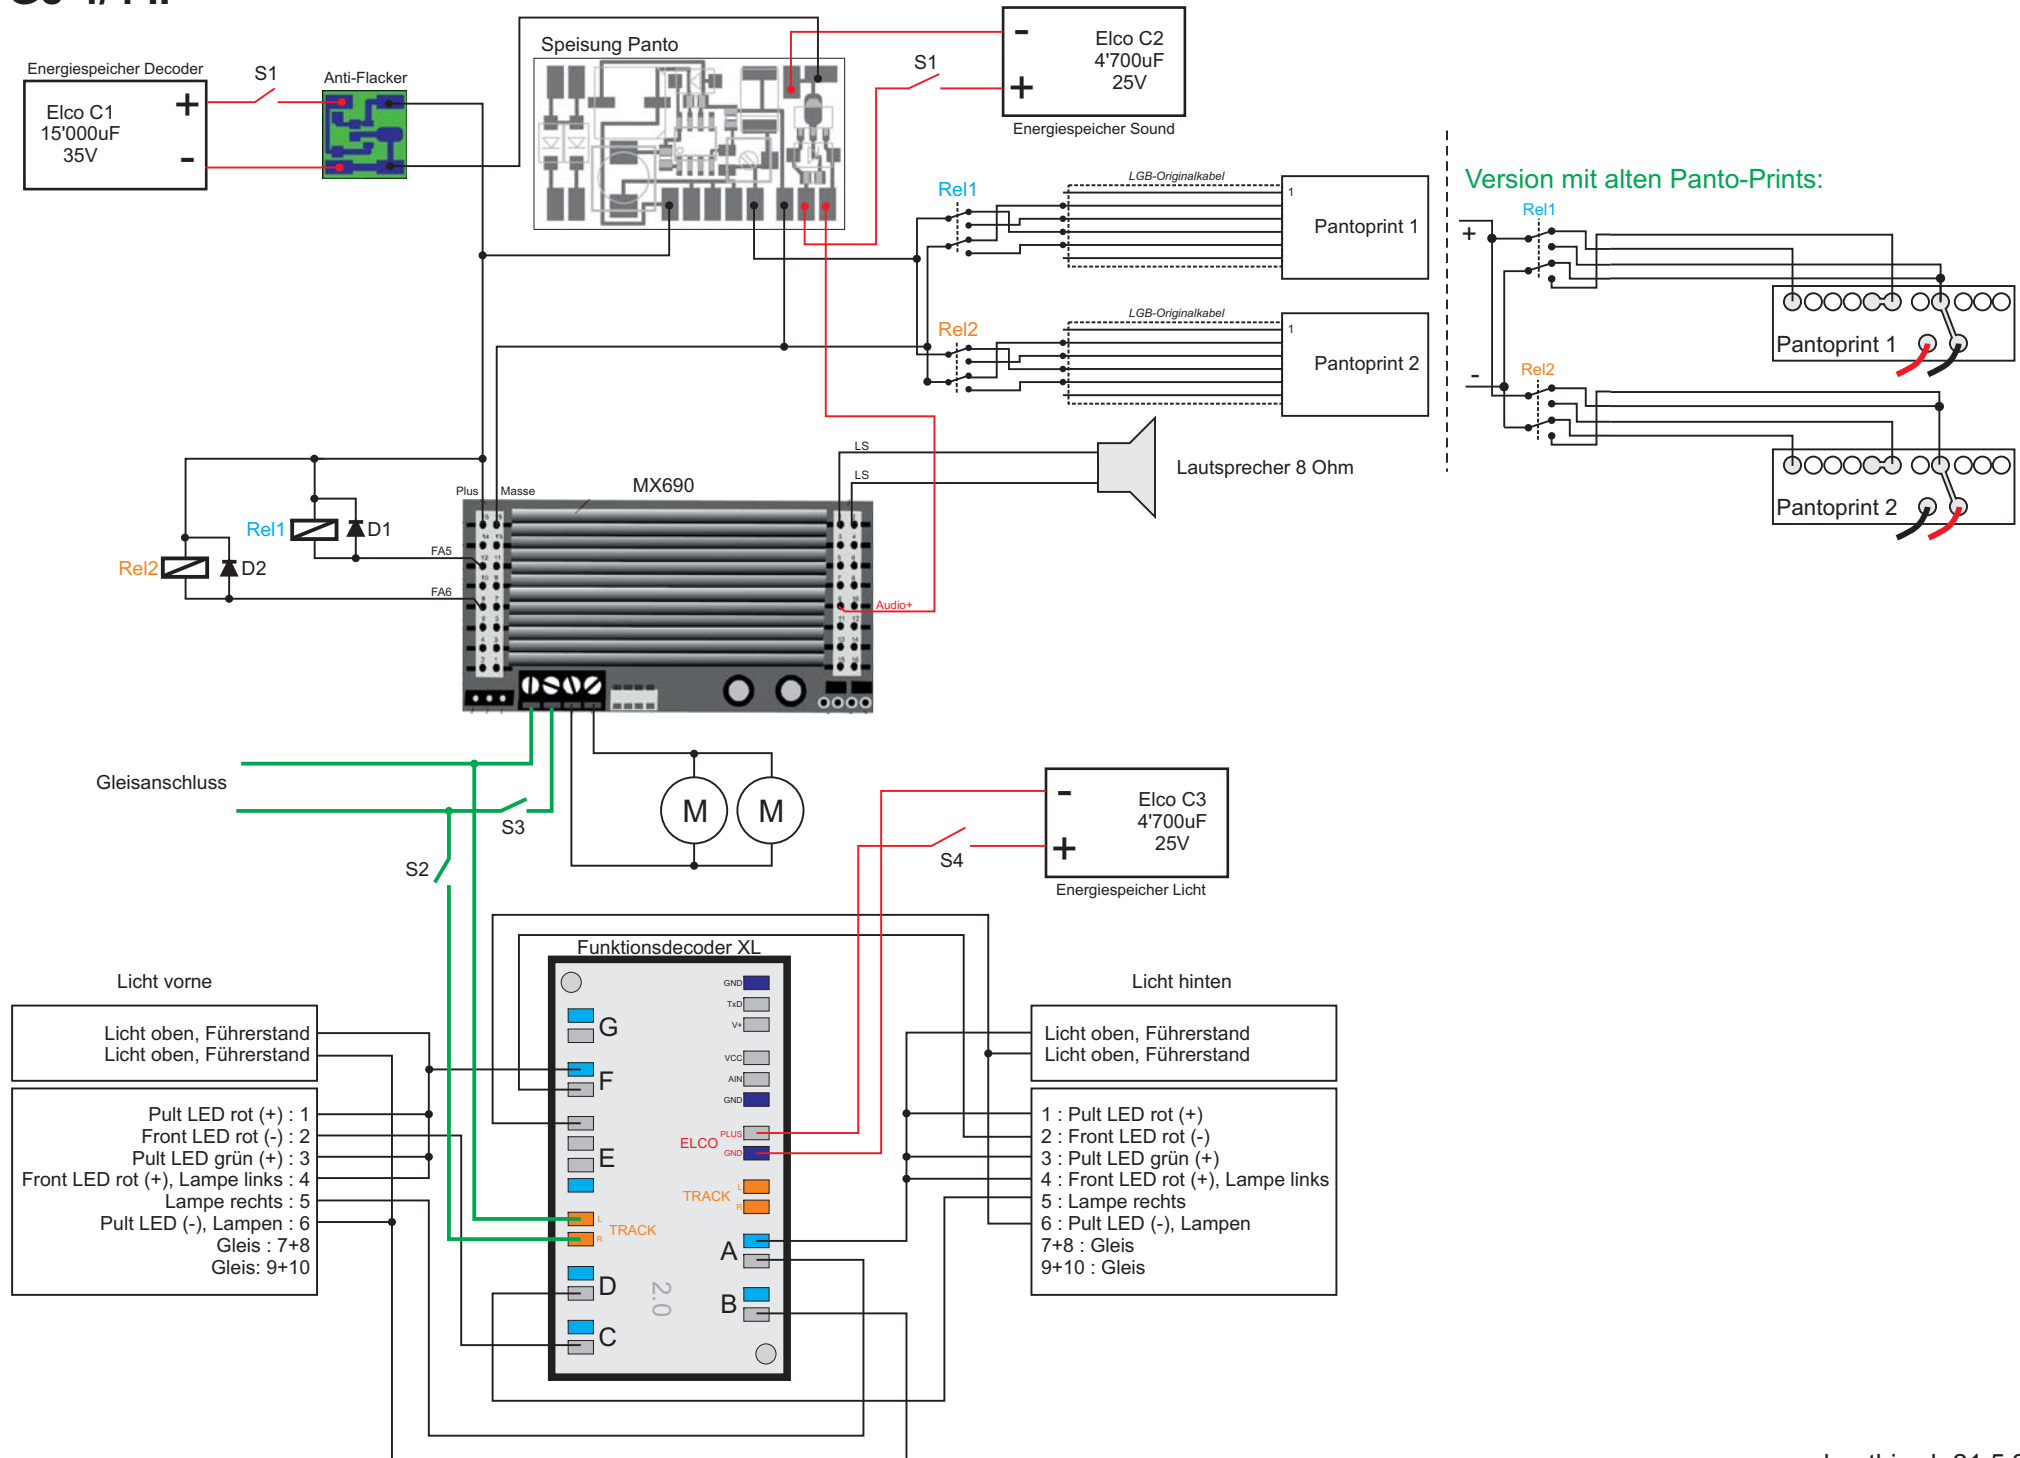 Energiespeicher Decoder
Elco C1
15'000uF
35V
+
-
S1
Anti-Flacker
Speisung Panto
S1
-
+
Elco C2
4'700uF
25V
Energiespeicher Sound
Rel1
LGB-Originalkabel
1
Pantoprint 1
Rel2
LGB-Originalkabel
1
Pantoprint 2
Version mit alten Panto-Prints:
Rel1
+
Pantoprint 1
-
Rel2
Pantoprint 2
LS
LS
Lautsprecher 8 Ohm
Plus
Masse
MX690
Rel1
D1
FA5
Rel2
D2
FA6
Audio+
Gleisanschluss
S3
S2
M
M
S4
-
+
Elco C3
4'700uF
25V
Energiespeicher Licht
Funktionsdecoder XL
GND
TxD
V+
VCC
AIN
GND
ELCO
PLUS
GND
TRACK
L
R
G
F
E
L
R
TRACK
D
C
A
B
2.0
Licht vorne
Licht oben, Führerstand
Licht oben, Führerstand
Pult LED rot (+) : 1
Front LED rot (-) : 2
Pult LED grün (+) : 3
Front LED rot (+), Lampe links : 4
Lampe rechts : 5
Pult LED (-), Lampen : 6
Gleis : 7+8
Gleis: 9+10
Licht hinten
Licht oben, Führerstand
Licht oben, Führerstand
1 : Pult LED rot (+)
2 : Front LED rot (-)
3 : Pult LED grün (+)
4 : Front LED rot (+), Lampe links
5 : Lampe rechts
6 : Pult LED (-), Lampen
7+8 : Gleis
9+10 : Gleis